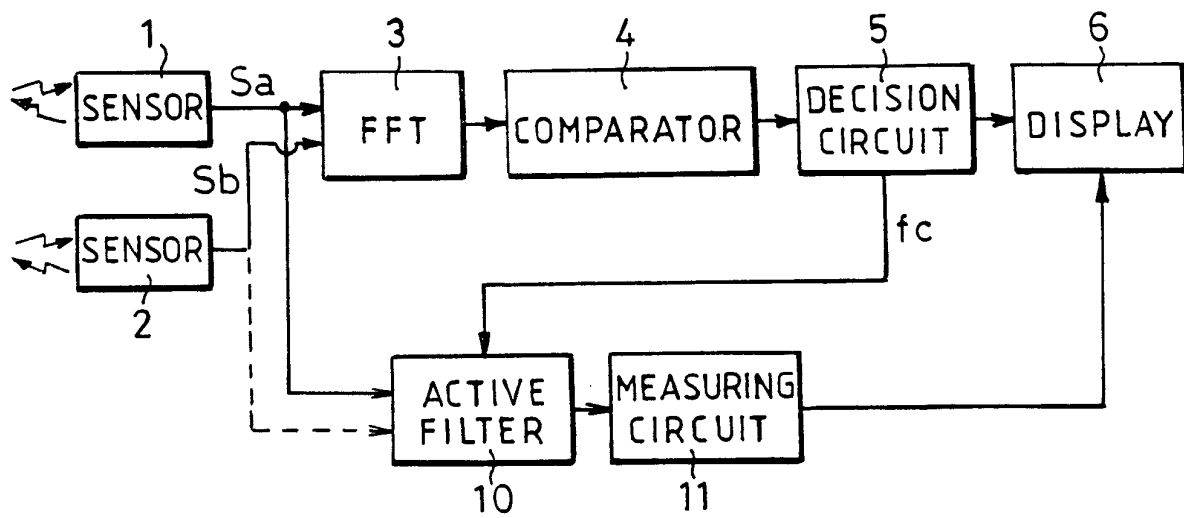 1
3
4
5
6
Sa
SENSOR
FFT
COMPARATOR
DECISION
CIRCUIT
DISPLAY
Sb
SENSOR
2
fc
ACTIVE
FILTER
MEASURING
CIRCUIT
10
11